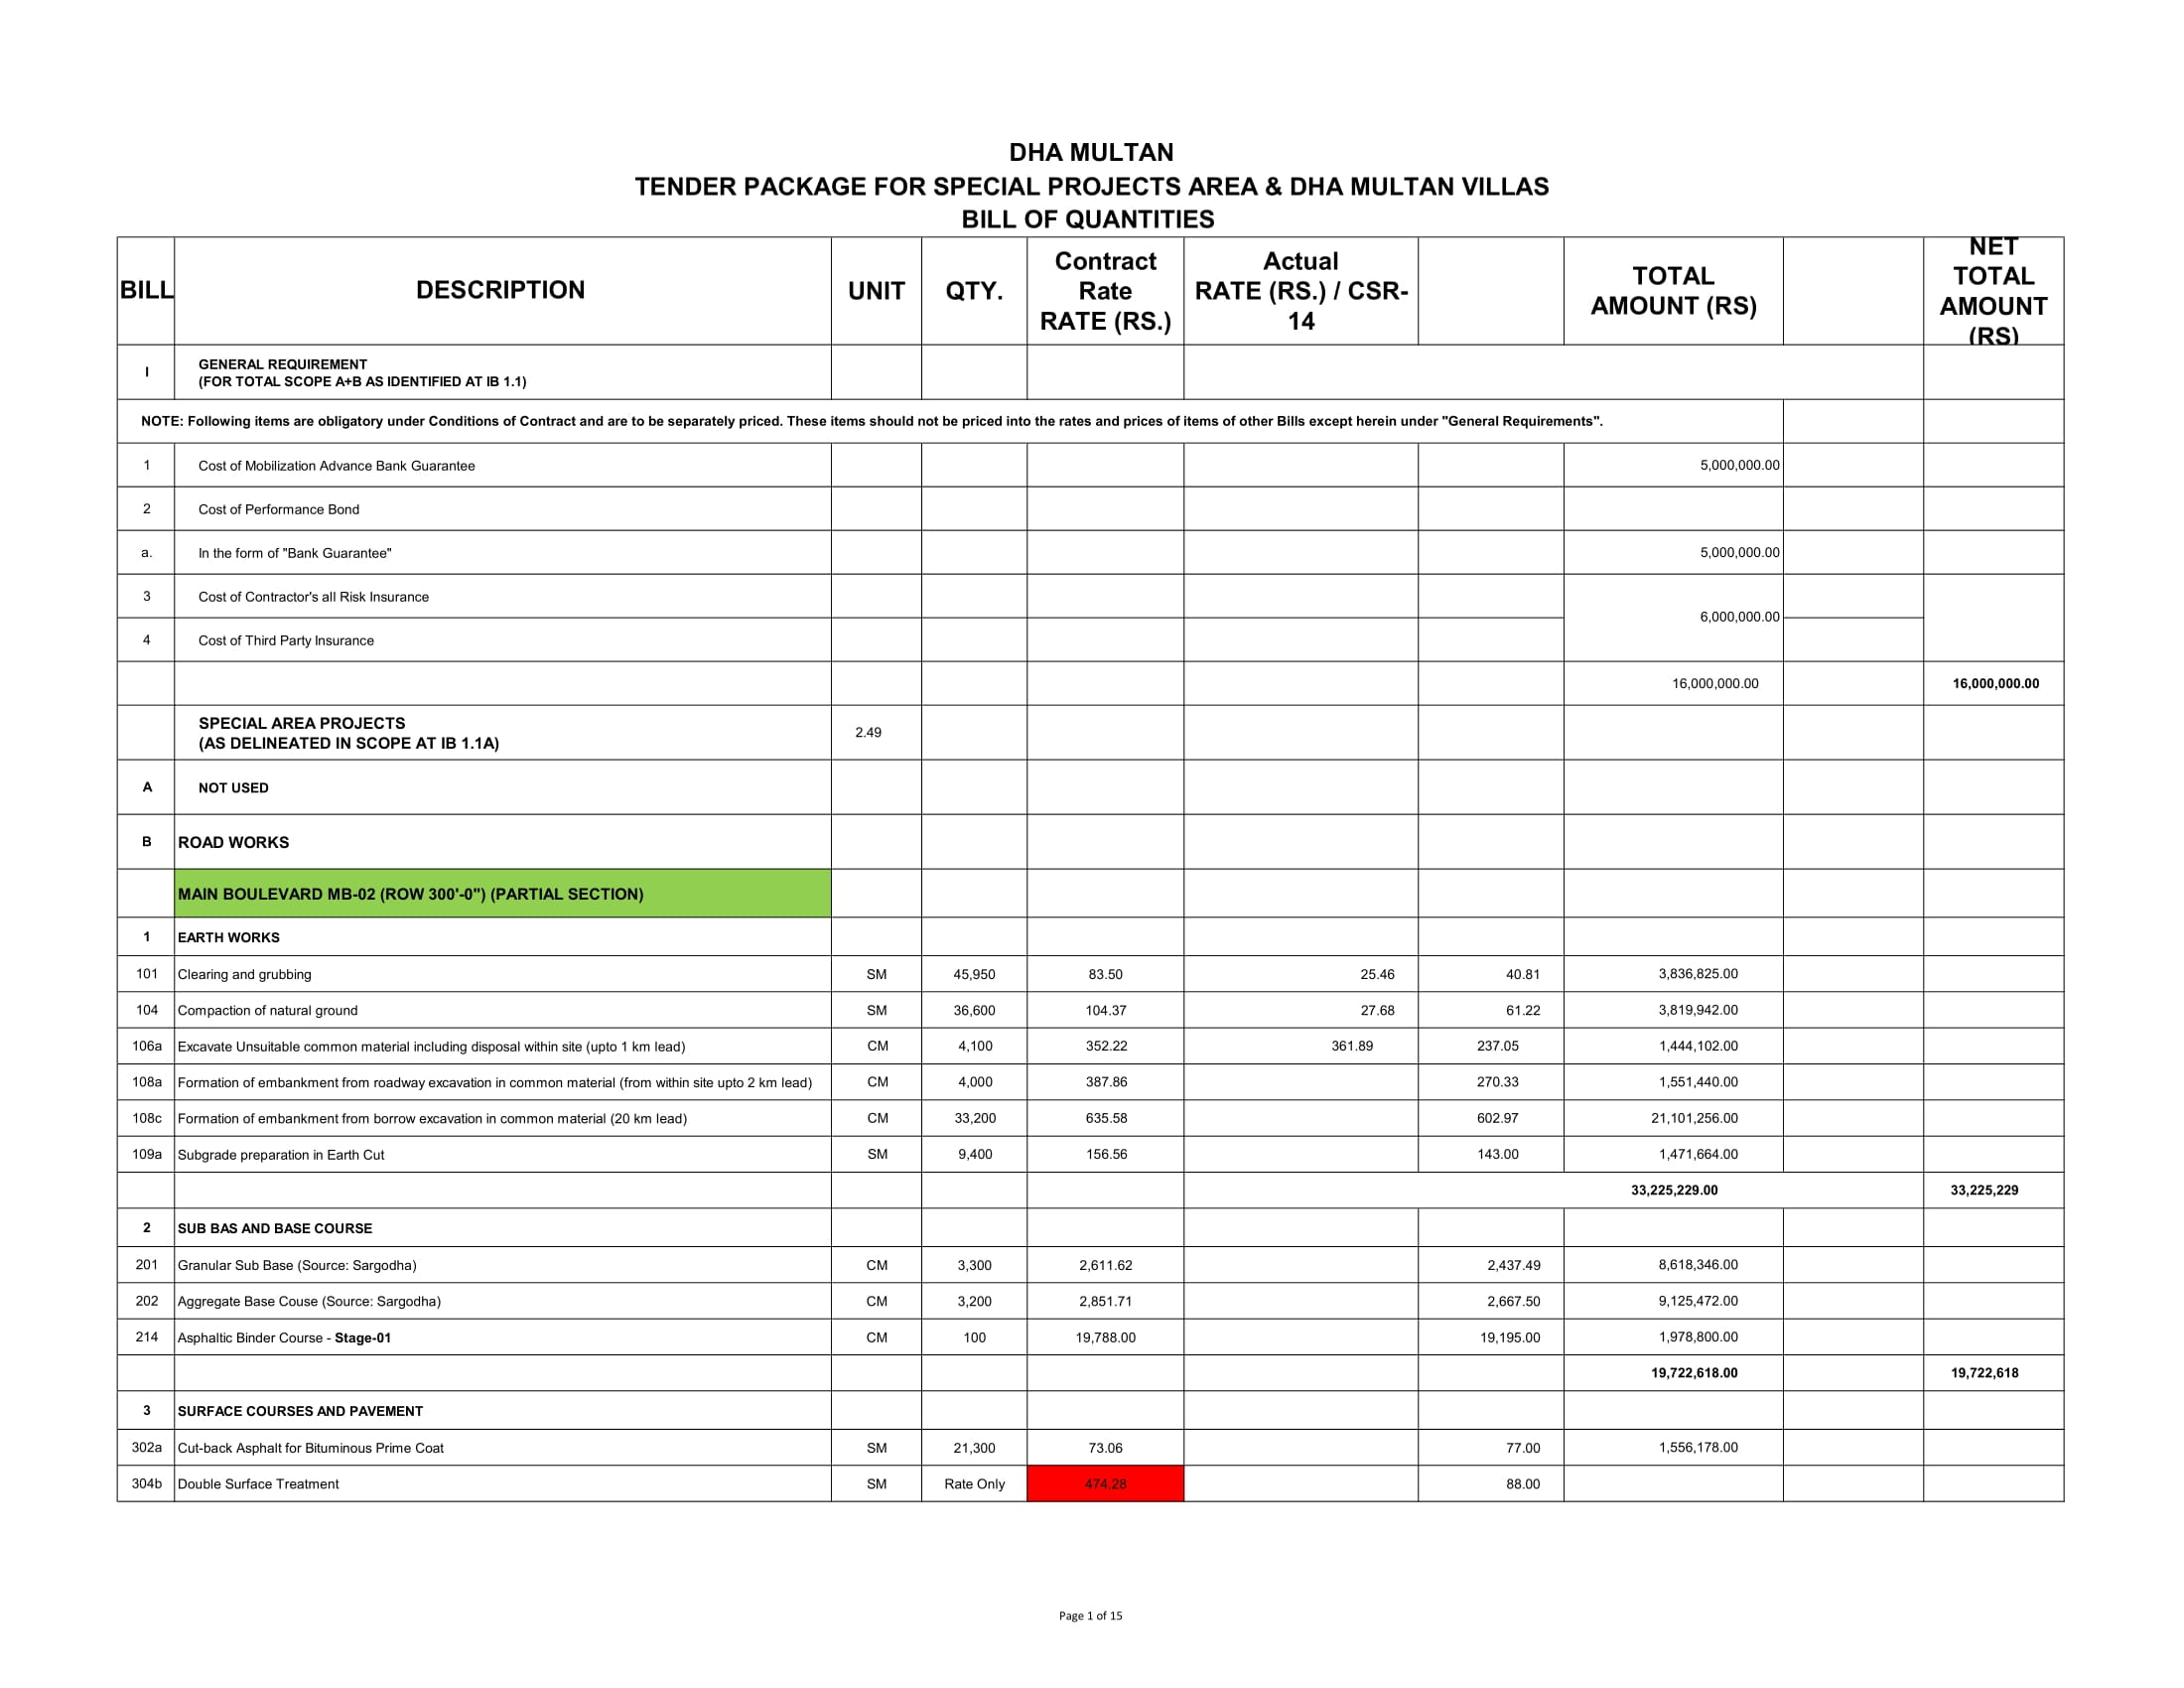 DHA MULTAN
TENDER PACKAGE FOR SPECIAL PROJECTS AREA & DHA MULTAN VILLAS
BILL OF QUANTITIES
BILL DESCRIPTION UNIT QTY. Contract Rate RATE (RS.) Actual RATE (RS.) / CSR-14 TOTAL AMOUNT (RS) NET TOTAL AMOUNT (RS)
I GENERAL REQUIREMENT
(FOR TOTAL SCOPE A+B AS IDENTIFIED AT IB 1.1)
NOTE: Following items are obligatory under Conditions of Contract and are to be separately priced. These items should not be priced into the rates and prices of items of other Bills except herein under "General Requirements".
1 Cost of Mobilization Advance Bank Guarantee 5,000,000.00
2 Cost of Performance Bond
a. In the form of "Bank Guarantee" 5,000,000.00
3 Cost of Contractor's all Risk Insurance
6,000,000.00
4 Cost of Third Party Insurance
16,000,000.00 16,000,000.00
SPECIAL AREA PROJECTS
(AS DELINEATED IN SCOPE AT IB 1.1A) 2.49
A NOT USED
B ROAD WORKS
MAIN BOULEVARD MB-02 (ROW 300'-0") (PARTIAL SECTION)
1 EARTH WORKS
101 Clearing and grubbing SM 45,950 83.50 25.46 40.81 3,836,825.00
104 Compaction of natural ground SM 36,600 104.37 27.68 61.22 3,819,942.00
106a Excavate Unsuitable common material including disposal within site (upto 1 km lead) CM 4,100 352.22 361.89 237.05 1,444,102.00
108a Formation of embankment from roadway excavation in common material (from within site upto 2 km lead) CM 4,000 387.86 270.33 1,551,440.00
108c Formation of embankment from borrow excavation in common material (20 km lead) CM 33,200 635.58 602.97 21,101,256.00
109a Subgrade preparation in Earth Cut SM 9,400 156.56 143.00 1,471,664.00
33,225,229.00 33,225,229
2 SUB BAS AND BASE COURSE
201 Granular Sub Base (Source: Sargodha) CM 3,300 2,611.62 2,437.49 8,618,346.00
202 Aggregate Base Couse (Source: Sargodha) CM 3,200 2,851.71 2,667.50 9,125,472.00
214 Asphaltic Binder Course - Stage-01 CM 100 19,788.00 19,195.00 1,978,800.00
19,722,618.00 19,722,618
3 SURFACE COURSES AND PAVEMENT
302a Cut-back Asphalt for Bituminous Prime Coat SM 21,300 73.06 77.00 1,556,178.00
304b Double Surface Treatment SM Rate Only 474.28 88.00
Page 1 of 15